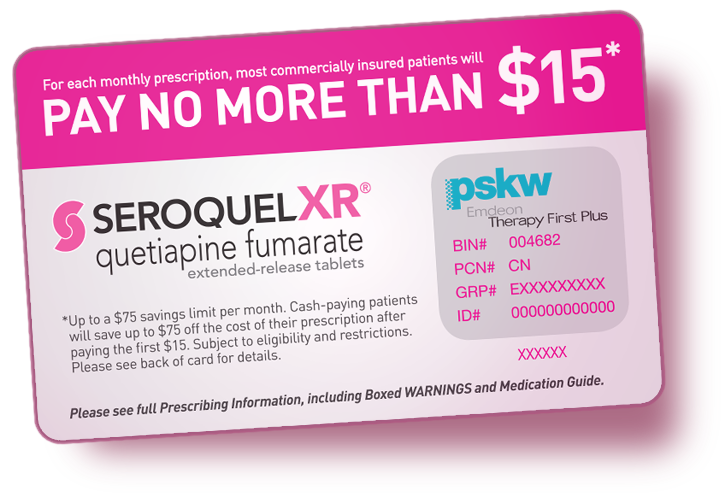 For each monthly prescription, most commercially insured patients will
PAY NO MORE THAN $15*
SEROQUELXR®
quetiapine fumarate
extended-release tablets
*Up to a $75 savings limit per month. Cash-paying patients
will save up to $75 off the cost of their prescription after
paying the first $15. Subject to eligibility and restrictions.
Please see back of card for details.
pskw
Emdeon
Therapy First Plus
BIN# 004682
PCN# CN
GRP# EXXXXXXXXX
ID# 000000000000
XXXXXX
Please see full Prescribing Information, including Boxed WARNINGS and Medication Guide.